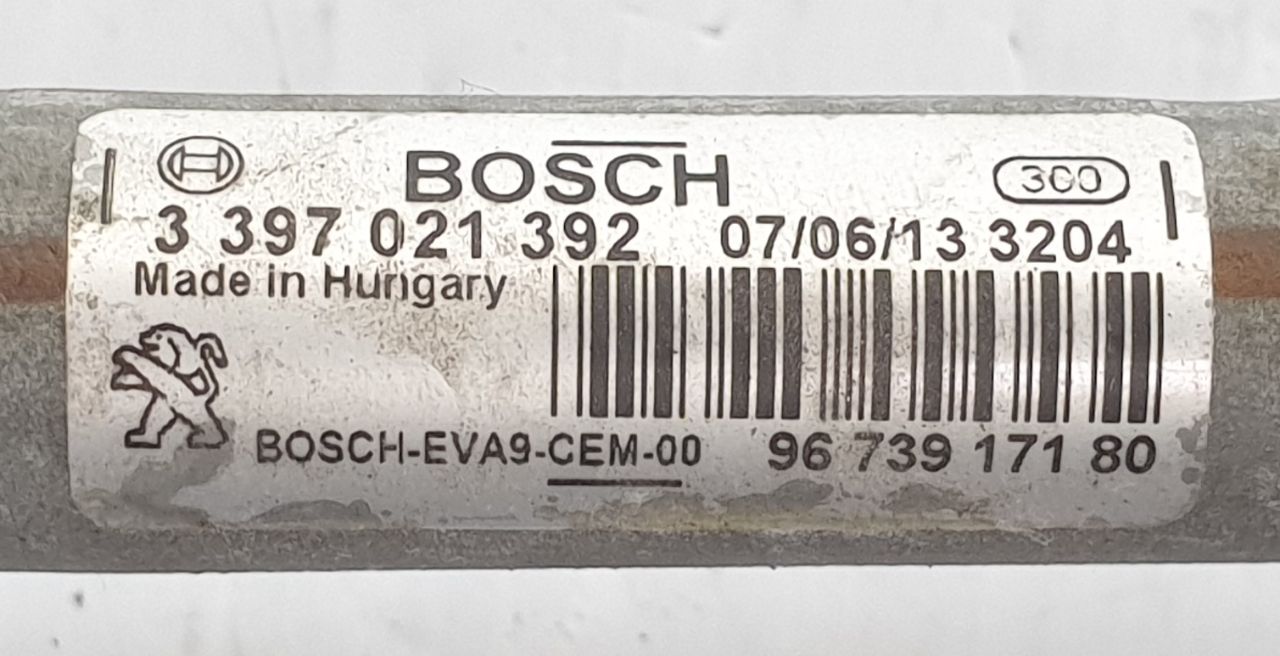 BOSCH 3G0
3 397 021 392 07/06/13 3204
Made in Hungary
BOSCH-EVA9-CEM-00 96 739 171 80